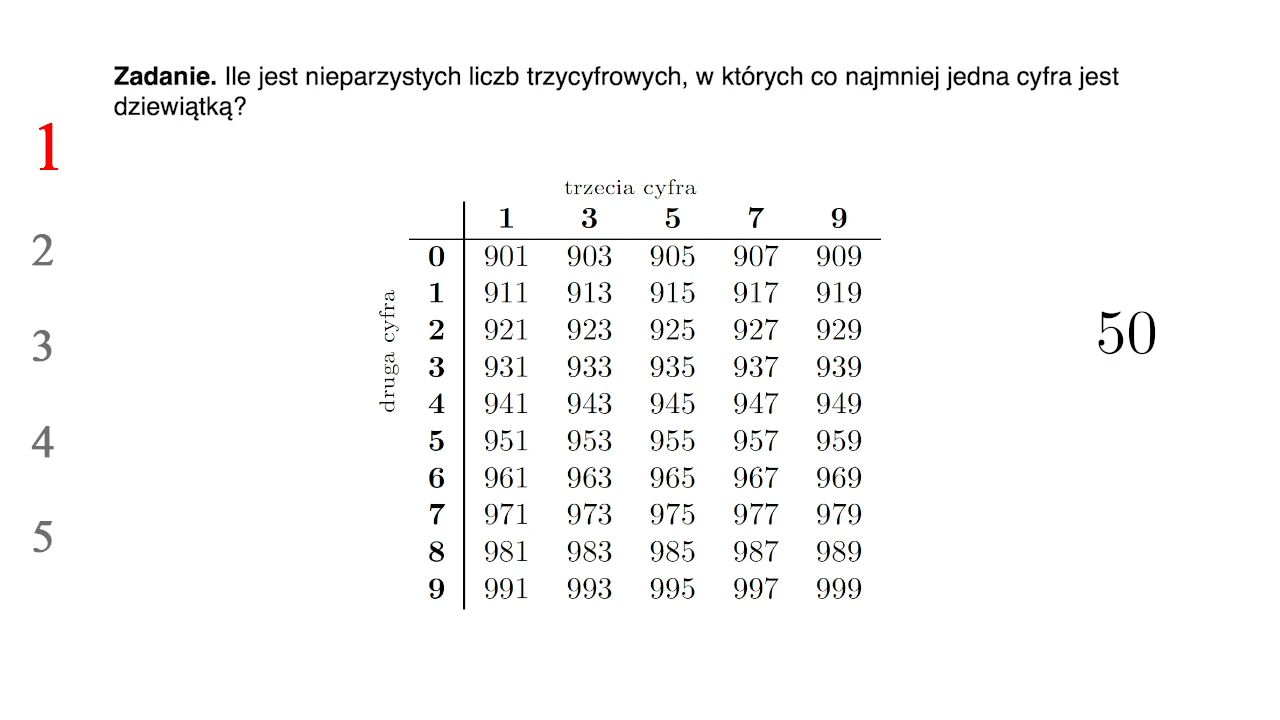 Zadanie. Ile jest nieparzystych liczb trzycyfrowych, w których co najmniej jedna cyfra jest
dziewiątką?
1
2
3
4
5
trzecia cyfra
1 3 5 7 9
druga cyfra
0 901 903 905 907 909
1 911 913 915 917 919
2 921 923 925 927 929
3 931 933 935 937 939
4 941 943 945 947 949
5 951 953 955 957 959
6 961 963 965 967 969
7 971 973 975 977 979
8 981 983 985 987 989
9 991 993 995 997 999
50